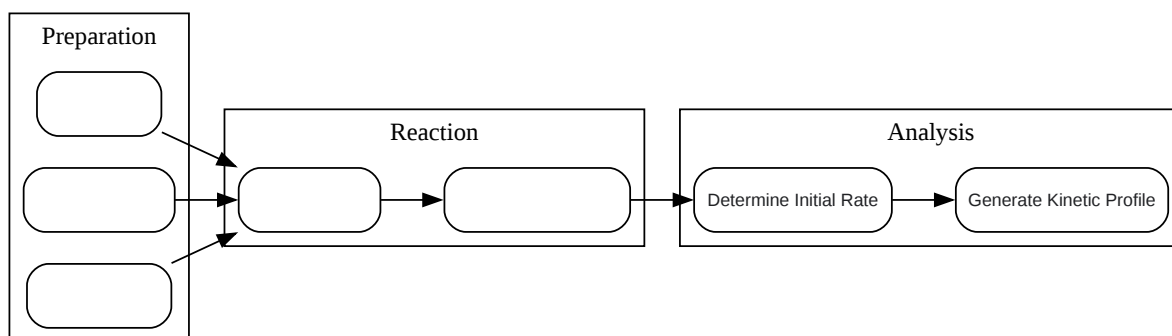 Preparation
Reaction
Analysis
Determine Initial Rate
Generate Kinetic Profile